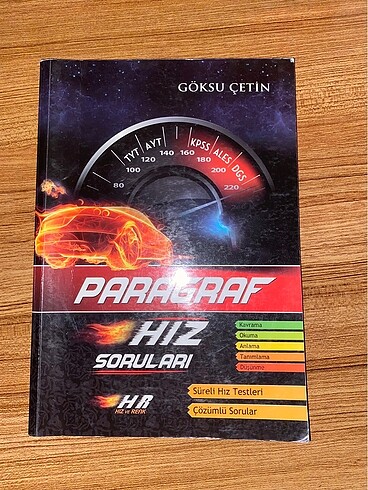 GÖKSU ÇETİN
TYT AYT KPSS ALES DGS
80 100 120 140 160 180 200 220
PARAGRAF
HIZ
SORULARI
Kavrama
Okuma
Anlama
Tanımlama
Düşünme
Süreli Hız Testleri
Çözümlü Sorular
HR
HIZ ve RENK